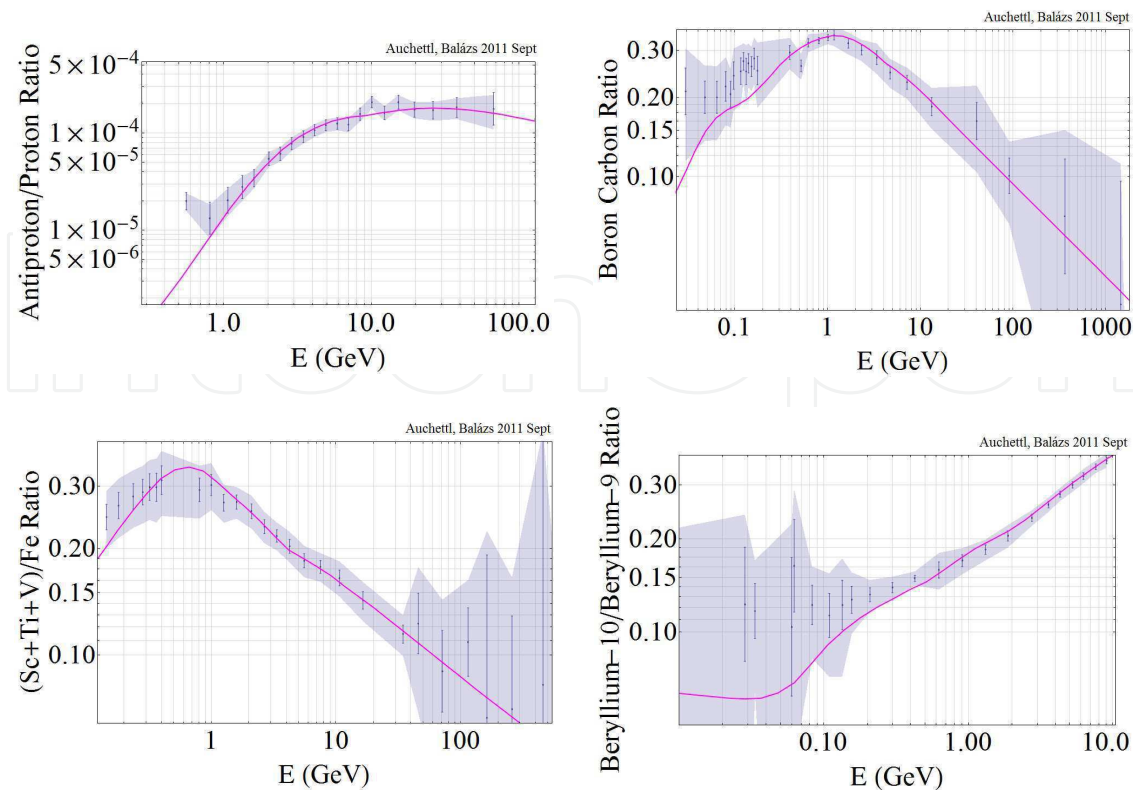 Auchettl, Balázs 2011 Sept
Antiproton/Proton Ratio
5×10−4
1×10−4
5×10−5
1×10−5
5×10−6
1.0 10.0 100.0
E (GeV)
Auchettl, Balázs 2011 Sept
Boron Carbon Ratio
0.30
0.20
0.15
0.10
0.1 1 10 100 1000
E (GeV)
Auchettl, Balázs 2011 Sept
(Sc+Ti+V)/Fe Ratio
0.30
0.20
0.15
0.10
1 10 100
E (GeV)
Auchettl, Balázs 2011 Sept
Beryllium−10/Beryllium−9 Ratio
0.30
0.20
0.15
0.10
0.10 1.00 10.0
E (GeV)